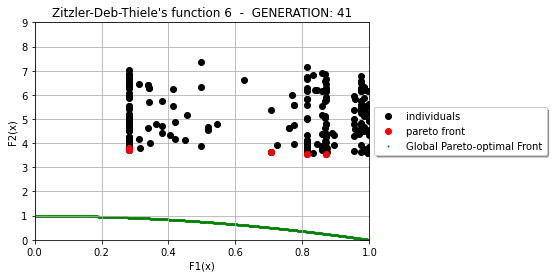 Zitzler-Deb-Thiele's function 6 - GENERATION: 41
9
8
7
6
5
4
3
2
1
0
F2(x)
0.0 0.2 0.4 0.6 0.8 1.0
F1(x)
individuals
pareto front
Global Pareto-optimal Front